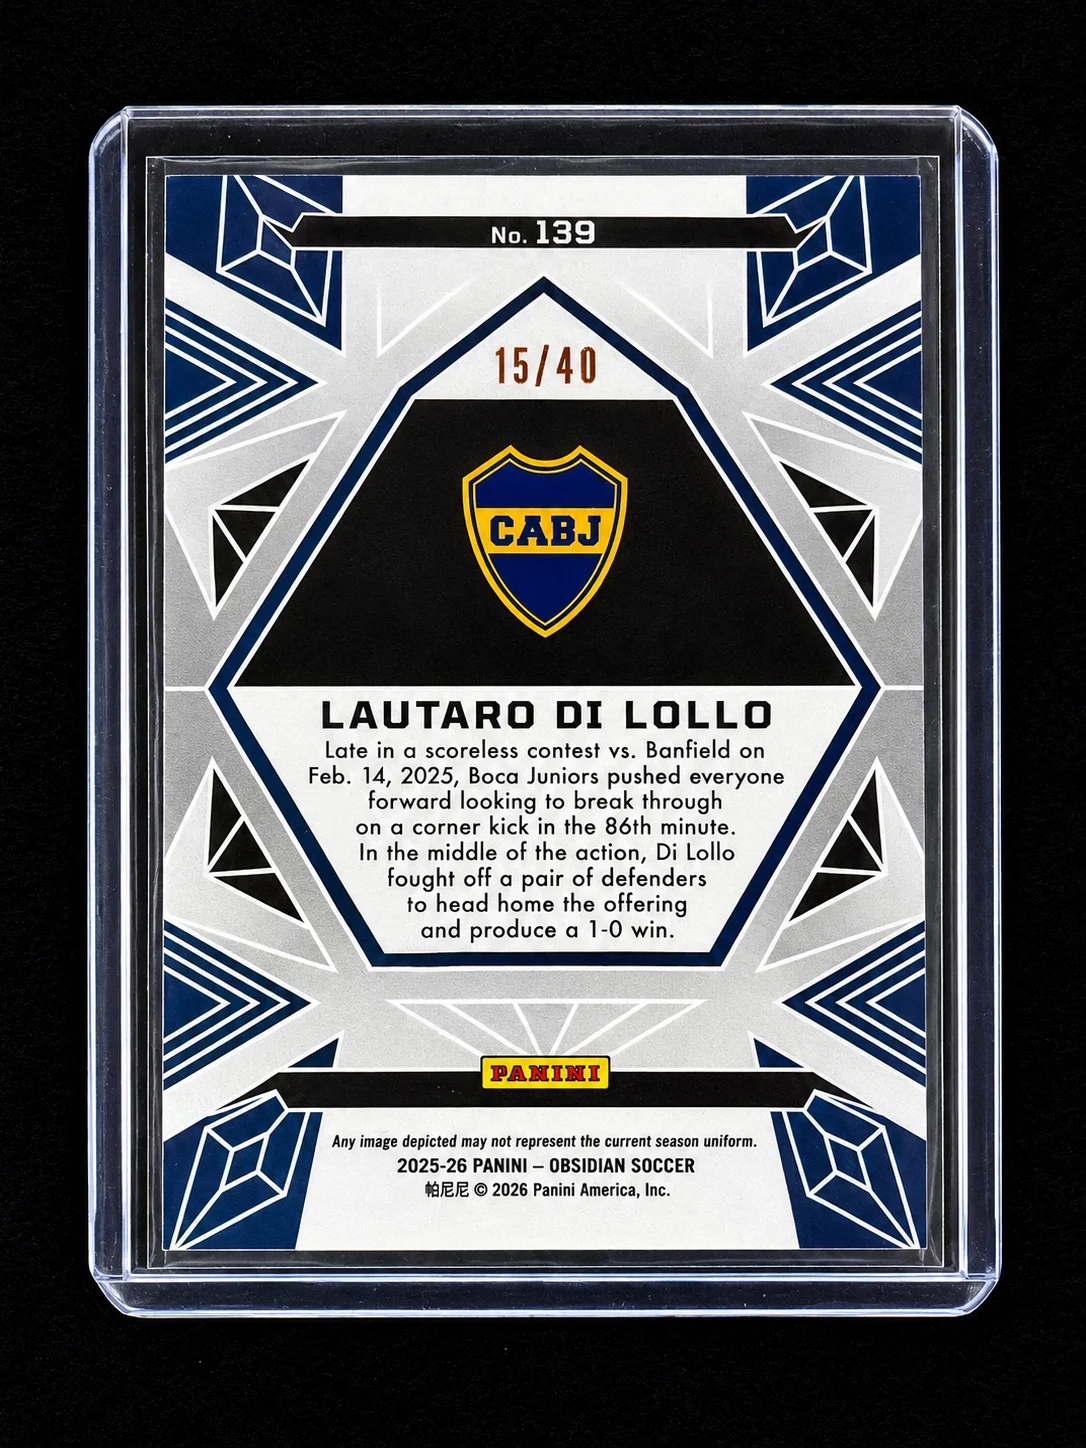 No. 139
15/40
CABJ
LAUTARO DI LOLLO
Late in a scoreless contest vs. Banfield on
Feb. 14, 2025, Boca Juniors pushed everyone
forward looking to break through
on a corner kick in the 86th minute.
In the middle of the action, Di Lollo
fought off a pair of defenders
to head home the offering
and produce a 1-0 win.
PANINI
Any image depicted may not represent the current season uniform.
2025-26 PANINI – OBSIDIAN SOCCER
帕尼尼 © 2026 Panini America, Inc.